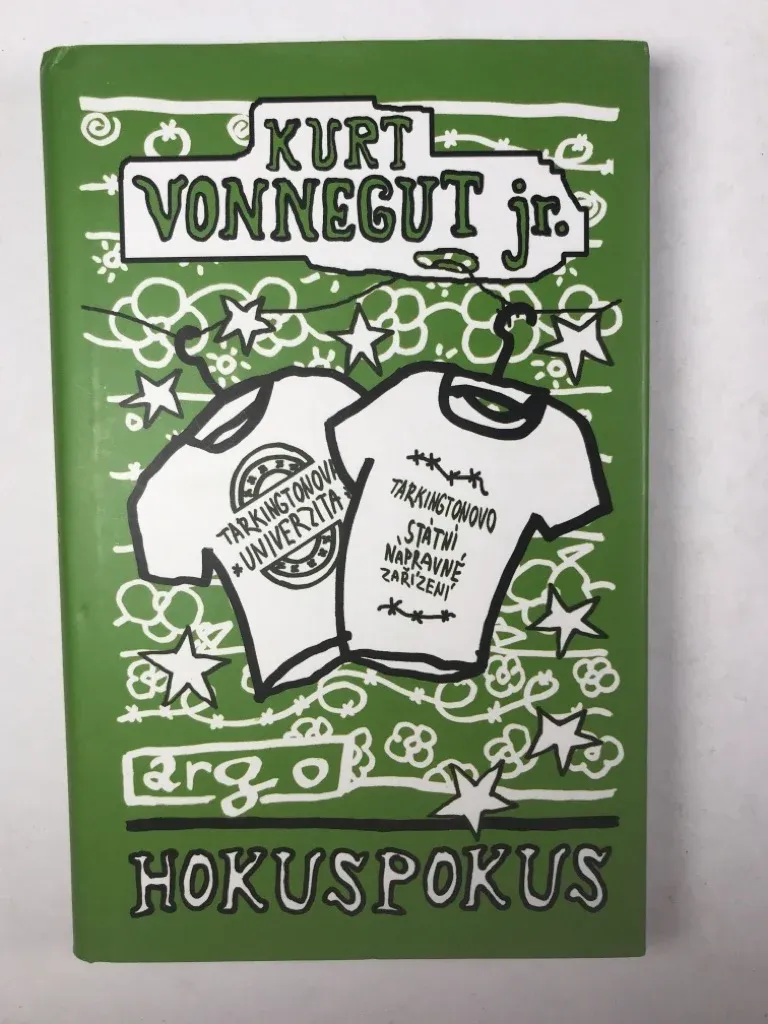 KURT
VONNEGUT jr.
TARKINGTONOVA
UNIVERZITA
TARKINGTONOVO
STÁTNÍ
NÁPRAVNÉ
ZAŘÍZENÍ
argo
HOKUSPOKUS